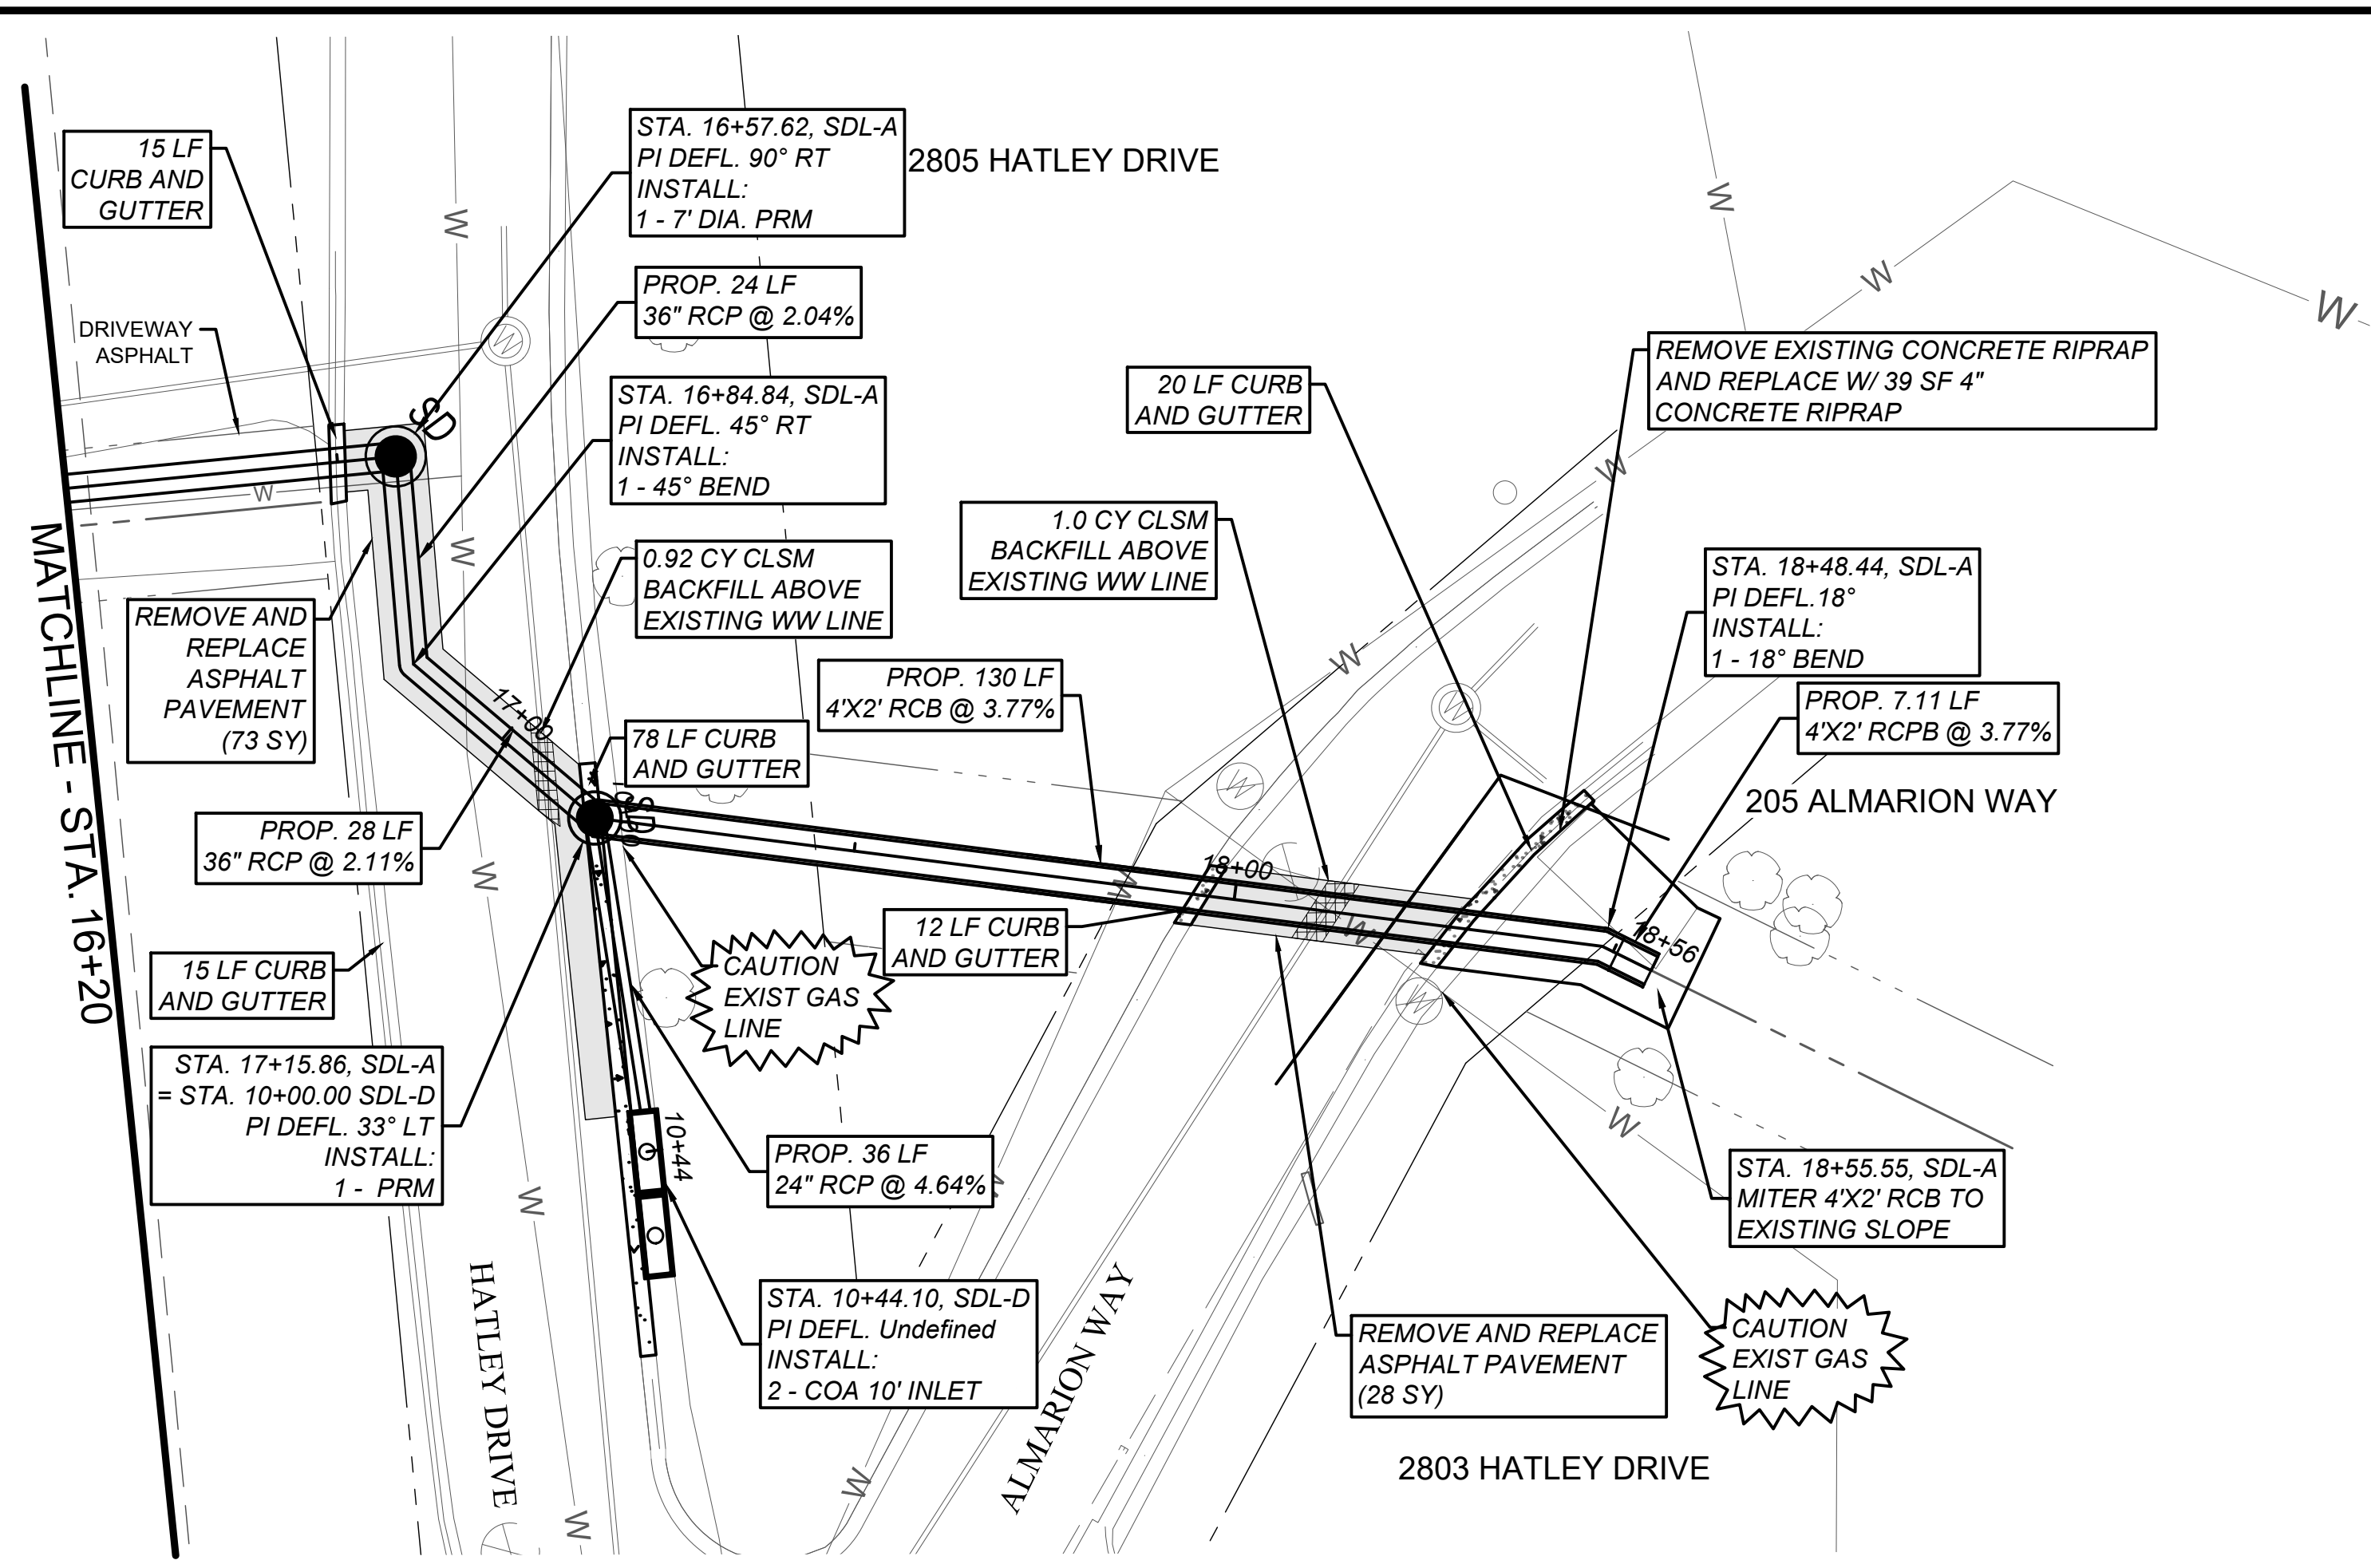 15 LF
CURB AND
GUTTER
STA. 16+57.62, SDL-A
PI DEFL. 90° RT
INSTALL:
1 - 7' DIA. PRM
2805 HATLEY DRIVE
W
W
W
W
W
PROP. 24 LF
36" RCP @ 2.04%
DRIVEWAY
ASPHALT
W
SD
STA. 16+84.84, SDL-A
PI DEFL. 45° RT
INSTALL:
1 - 45° BEND
20 LF CURB
AND GUTTER
REMOVE EXISTING CONCRETE RIPRAP
AND REPLACE W/ 39 SF 4"
CONCRETE RIPRAP
W
W
W
1.0 CY CLSM
BACKFILL ABOVE
EXISTING WW LINE
0.92 CY CLSM
BACKFILL ABOVE
EXISTING WW LINE
STA. 18+48.44, SDL-A
PI DEFL.18°
INSTALL:
1 - 18° BEND
MATCHLINE - STA. 16+20
REMOVE AND
REPLACE
ASPHALT
PAVEMENT
(73 SY)
17+00
W
W
W
PROP. 130 LF
4'X2' RCB @ 3.77%
PROP. 7.11 LF
4'X2' RCPB @ 3.77%
78 LF CURB
AND GUTTER
205 ALMARION WAY
SD
PROP. 28 LF
36" RCP @ 2.11%
W
W
18+00
W
18+56
12 LF CURB
AND GUTTER
15 LF CURB
AND GUTTER
CAUTION
EXIST GAS
LINE
W
STA. 17+15.86, SDL-A
= STA. 10+00.00 SDL-D
PI DEFL. 33° LT
INSTALL:
1 - PRM
10+44
W
PROP. 36 LF
24" RCP @ 4.64%
W
W
STA. 18+55.55, SDL-A
MITER 4'X2' RCB TO
EXISTING SLOPE
HATLEY DRIVE
STA. 10+44.10, SDL-D
PI DEFL. Undefined
INSTALL:
2 - COA 10' INLET
ALMARION WAY
REMOVE AND REPLACE
ASPHALT PAVEMENT
(28 SY)
CAUTION
EXIST GAS
LINE
2803 HATLEY DRIVE
W
W